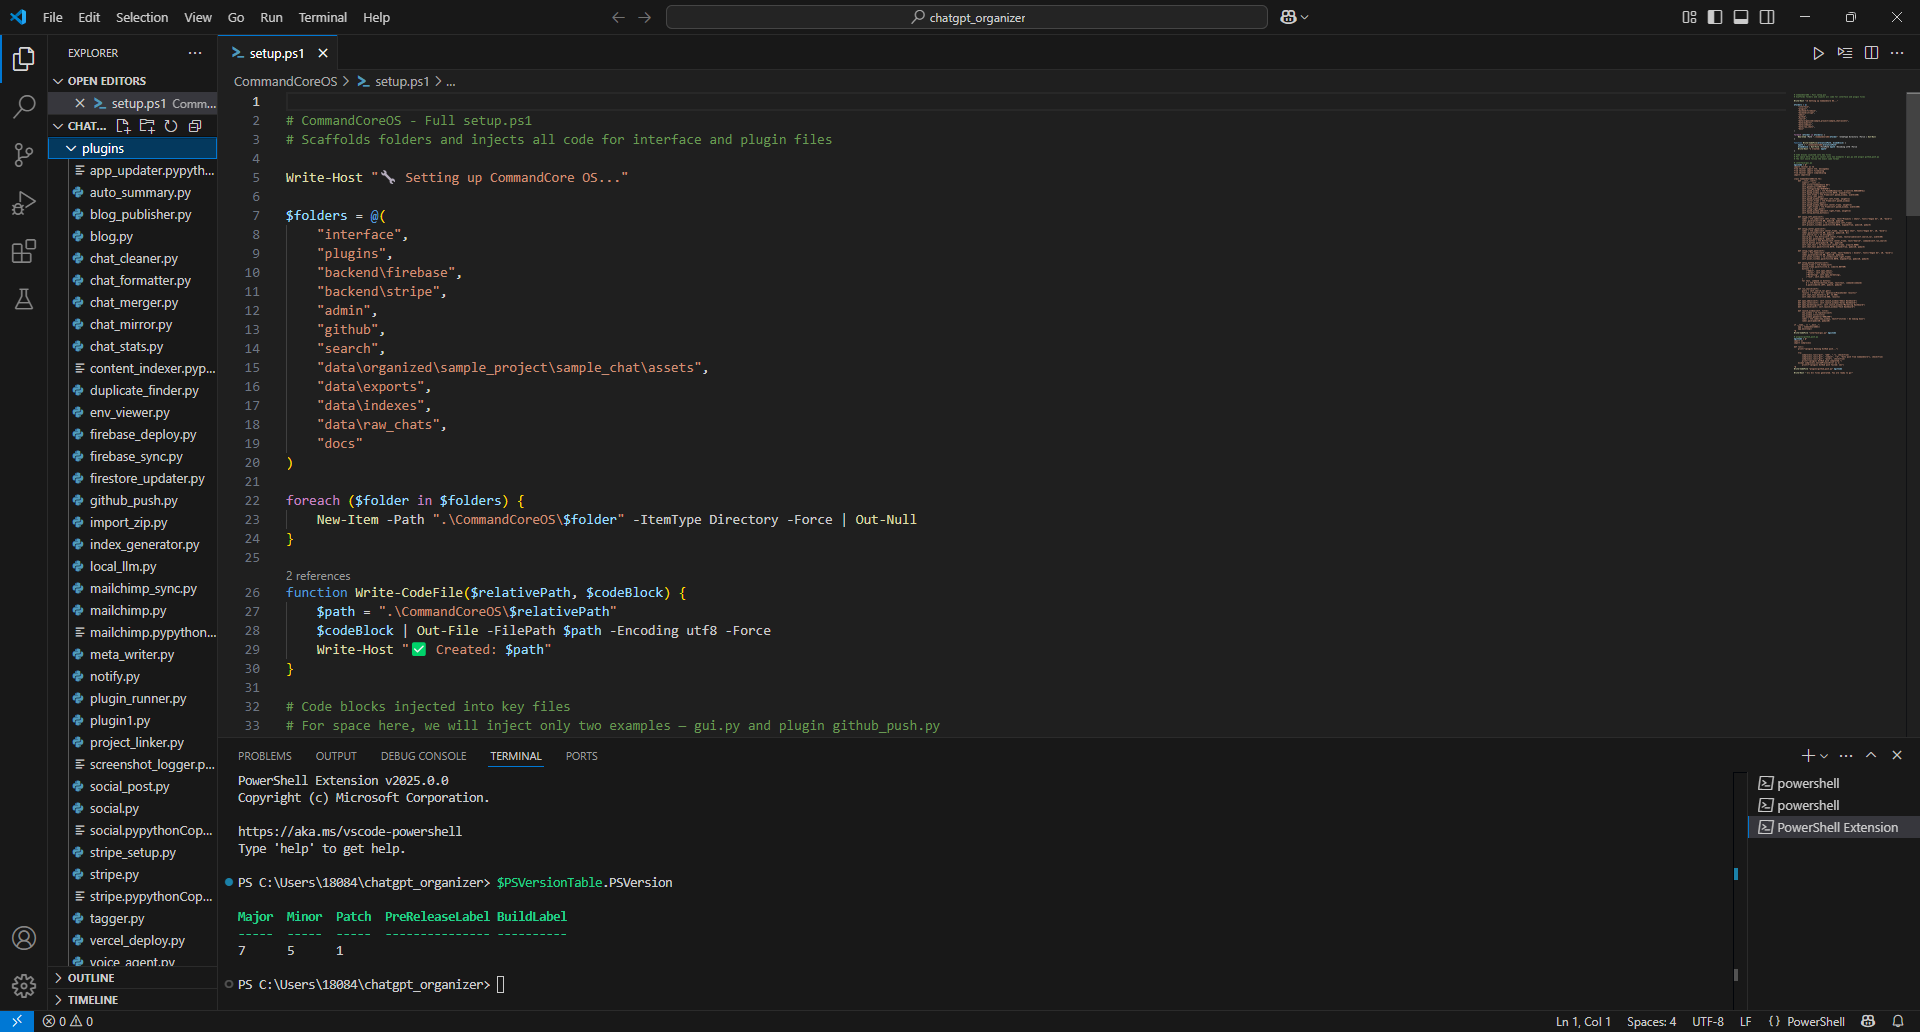 File Edit Selection View Go Run Terminal Help
chatgpt_organizer
EXPLORER
OPEN EDITORS
setup.ps1 Comm...
CHAT...
plugins
app_updater.pypyth...
auto_summary.py
blog_publisher.py
blog.py
chat_cleaner.py
chat_formatter.py
chat_merger.py
chat_mirror.py
chat_stats.py
content_indexer.pyp...
duplicate_finder.py
env_viewer.py
firebase_deploy.py
firebase_sync.py
firestore_updater.py
github_push.py
import_zip.py
index_generator.py
local_llm.py
mailchimp_sync.py
mailchimp.py
mailchimp.pypython...
meta_writer.py
notify.py
plugin_runner.py
plugin1.py
project_linker.py
screenshot_logger.p...
social_post.py
social.py
social.pypythonCop...
stripe_setup.py
stripe.py
stripe.pypythonCop...
tagger.py
vercel_deploy.py
voice_agent.py
OUTLINE
TIMELINE
setup.ps1
CommandCoreOS > setup.ps1 > ...
1
2 # CommandCoreOS - Full setup.ps1
3 # Scaffolds folders and injects all code for interface and plugin files
4
5 Write-Host "🔧 Setting up CommandCore OS..."
6
7 $folders = @(
8 "interface",
9 "plugins",
10 "backend\firebase",
11 "backend\stripe",
12 "admin",
13 "github",
14 "search",
15 "data\organized\sample_project\sample_chat\assets",
16 "data\exports",
17 "data\indexes",
18 "data\raw_chats",
19 "docs"
20 )
21
22 foreach ($folder in $folders) {
23 New-Item -Path ".\CommandCoreOS\$folder" -ItemType Directory -Force | Out-Null
24 }
25
2 references
26 function Write-CodeFile($relativePath, $codeBlock) {
27 $path = ".\CommandCoreOS\$relativePath"
28 $codeBlock | Out-File -FilePath $path -Encoding utf8 -Force
29 Write-Host "✅ Created: $path"
30 }
31
32 # Code blocks injected into key files
33 # For space here, we will inject only two examples — gui.py and plugin github_push.py
PROBLEMS OUTPUT DEBUG CONSOLE TERMINAL PORTS
PowerShell Extension v2025.0.0
Copyright (c) Microsoft Corporation.
https://aka.ms/vscode-powershell
Type 'help' to get help.
PS C:\Users\18084\chatgpt_organizer> $PSVersionTable.PSVersion
Major Minor Patch PreReleaseLabel BuildLabel
----- ----- ----- --------------- ----------
7 5 1
PS C:\Users\18084\chatgpt_organizer>
powershell
powershell
PowerShell Extension
0 0
Ln 1, Col 1 Spaces: 4 UTF-8 LF {} PowerShell